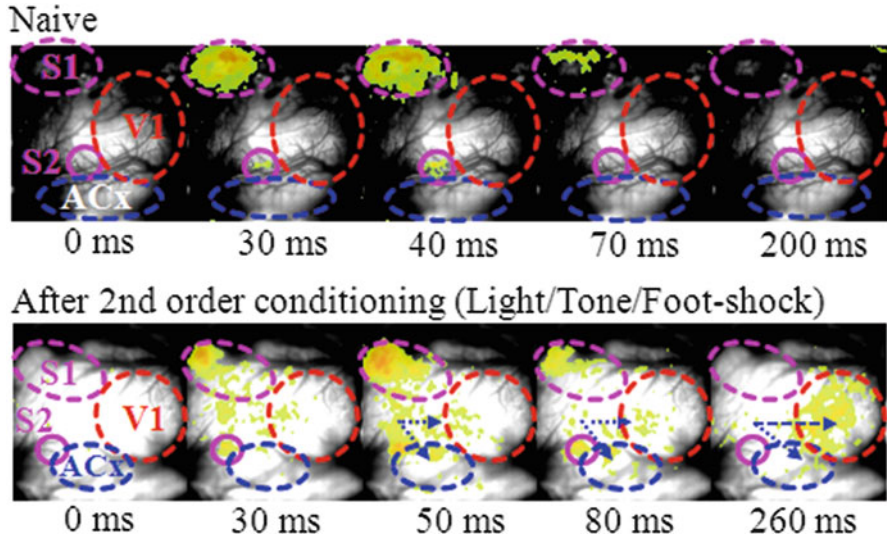 Naive
S1
V1
S2
ACx
0 ms 30 ms 40 ms 70 ms 200 ms
After 2nd order conditioning (Light/Tone/Foot-shock)
S1
S2 V1
ACx
0 ms 30 ms 50 ms 80 ms 260 ms